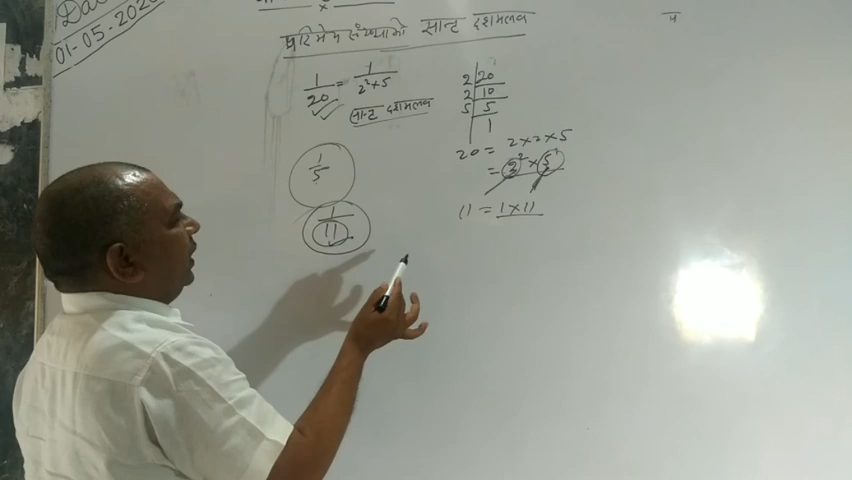 01-05-2020
परिमेय संख्याओं सान्त दशमलव
1/20 = 1/2²×5
सान्त दशमलव
1/5
1/11
2 | 20
2 | 10
5 | 5
1
20 = 2×2×5
= 2² × 5¹
11 = 1×11